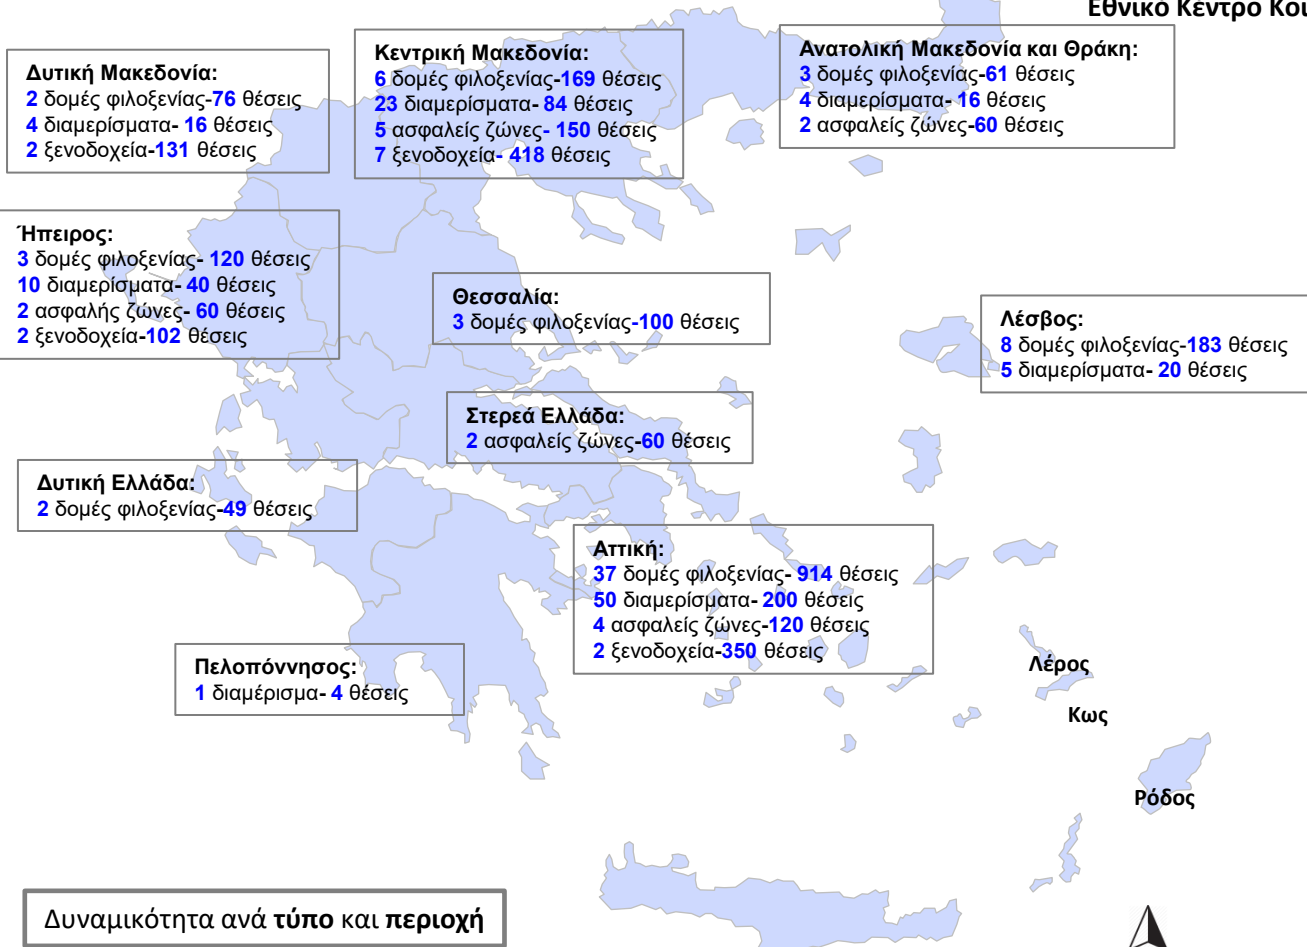 Εθνικό Κέντρο
Δυτική Μακεδονία:
2 δομές φιλοξενίας-76 θέσεις
4 διαμερίσματα- 16 θέσεις
2 ξενοδοχεία-131 θέσεις
Κεντρική Μακεδονία:
6 δομές φιλοξενίας-169 θέσεις
23 διαμερίσματα- 84 θέσεις
5 ασφαλείς ζώνες- 150 θέσεις
7 ξενοδοχεία- 418 θέσεις
Ανατολική Μακεδονία και Θράκη:
3 δομές φιλοξενίας-61 θέσεις
4 διαμερίσματα- 16 θέσεις
2 ασφαλείς ζώνες-60 θέσεις
Ήπειρος:
3 δομές φιλοξενίας- 120 θέσεις
10 διαμερίσματα- 40 θέσεις
2 ασφαλής ζώνες- 60 θέσεις
2 ξενοδοχεία-102 θέσεις
Θεσσαλία:
3 δομές φιλοξενίας-100 θέσεις
Λέσβος:
8 δομές φιλοξενίας-183 θέσεις
5 διαμερίσματα- 20 θέσεις
Στερεά Ελλάδα:
2 ασφαλείς ζώνες-60 θέσεις
Δυτική Ελλάδα:
2 δομές φιλοξενίας-49 θέσεις
Αττική:
37 δομές φιλοξενίας- 914 θέσεις
50 διαμερίσματα- 200 θέσεις
4 ασφαλείς ζώνες-120 θέσεις
2 ξενοδοχεία-350 θέσεις
Πελοπόννησος:
1 διαμέρισμα- 4 θέσεις
Λέρος
Κως
Ρόδος
Δυναμικότητα ανά τύπο και περιοχή